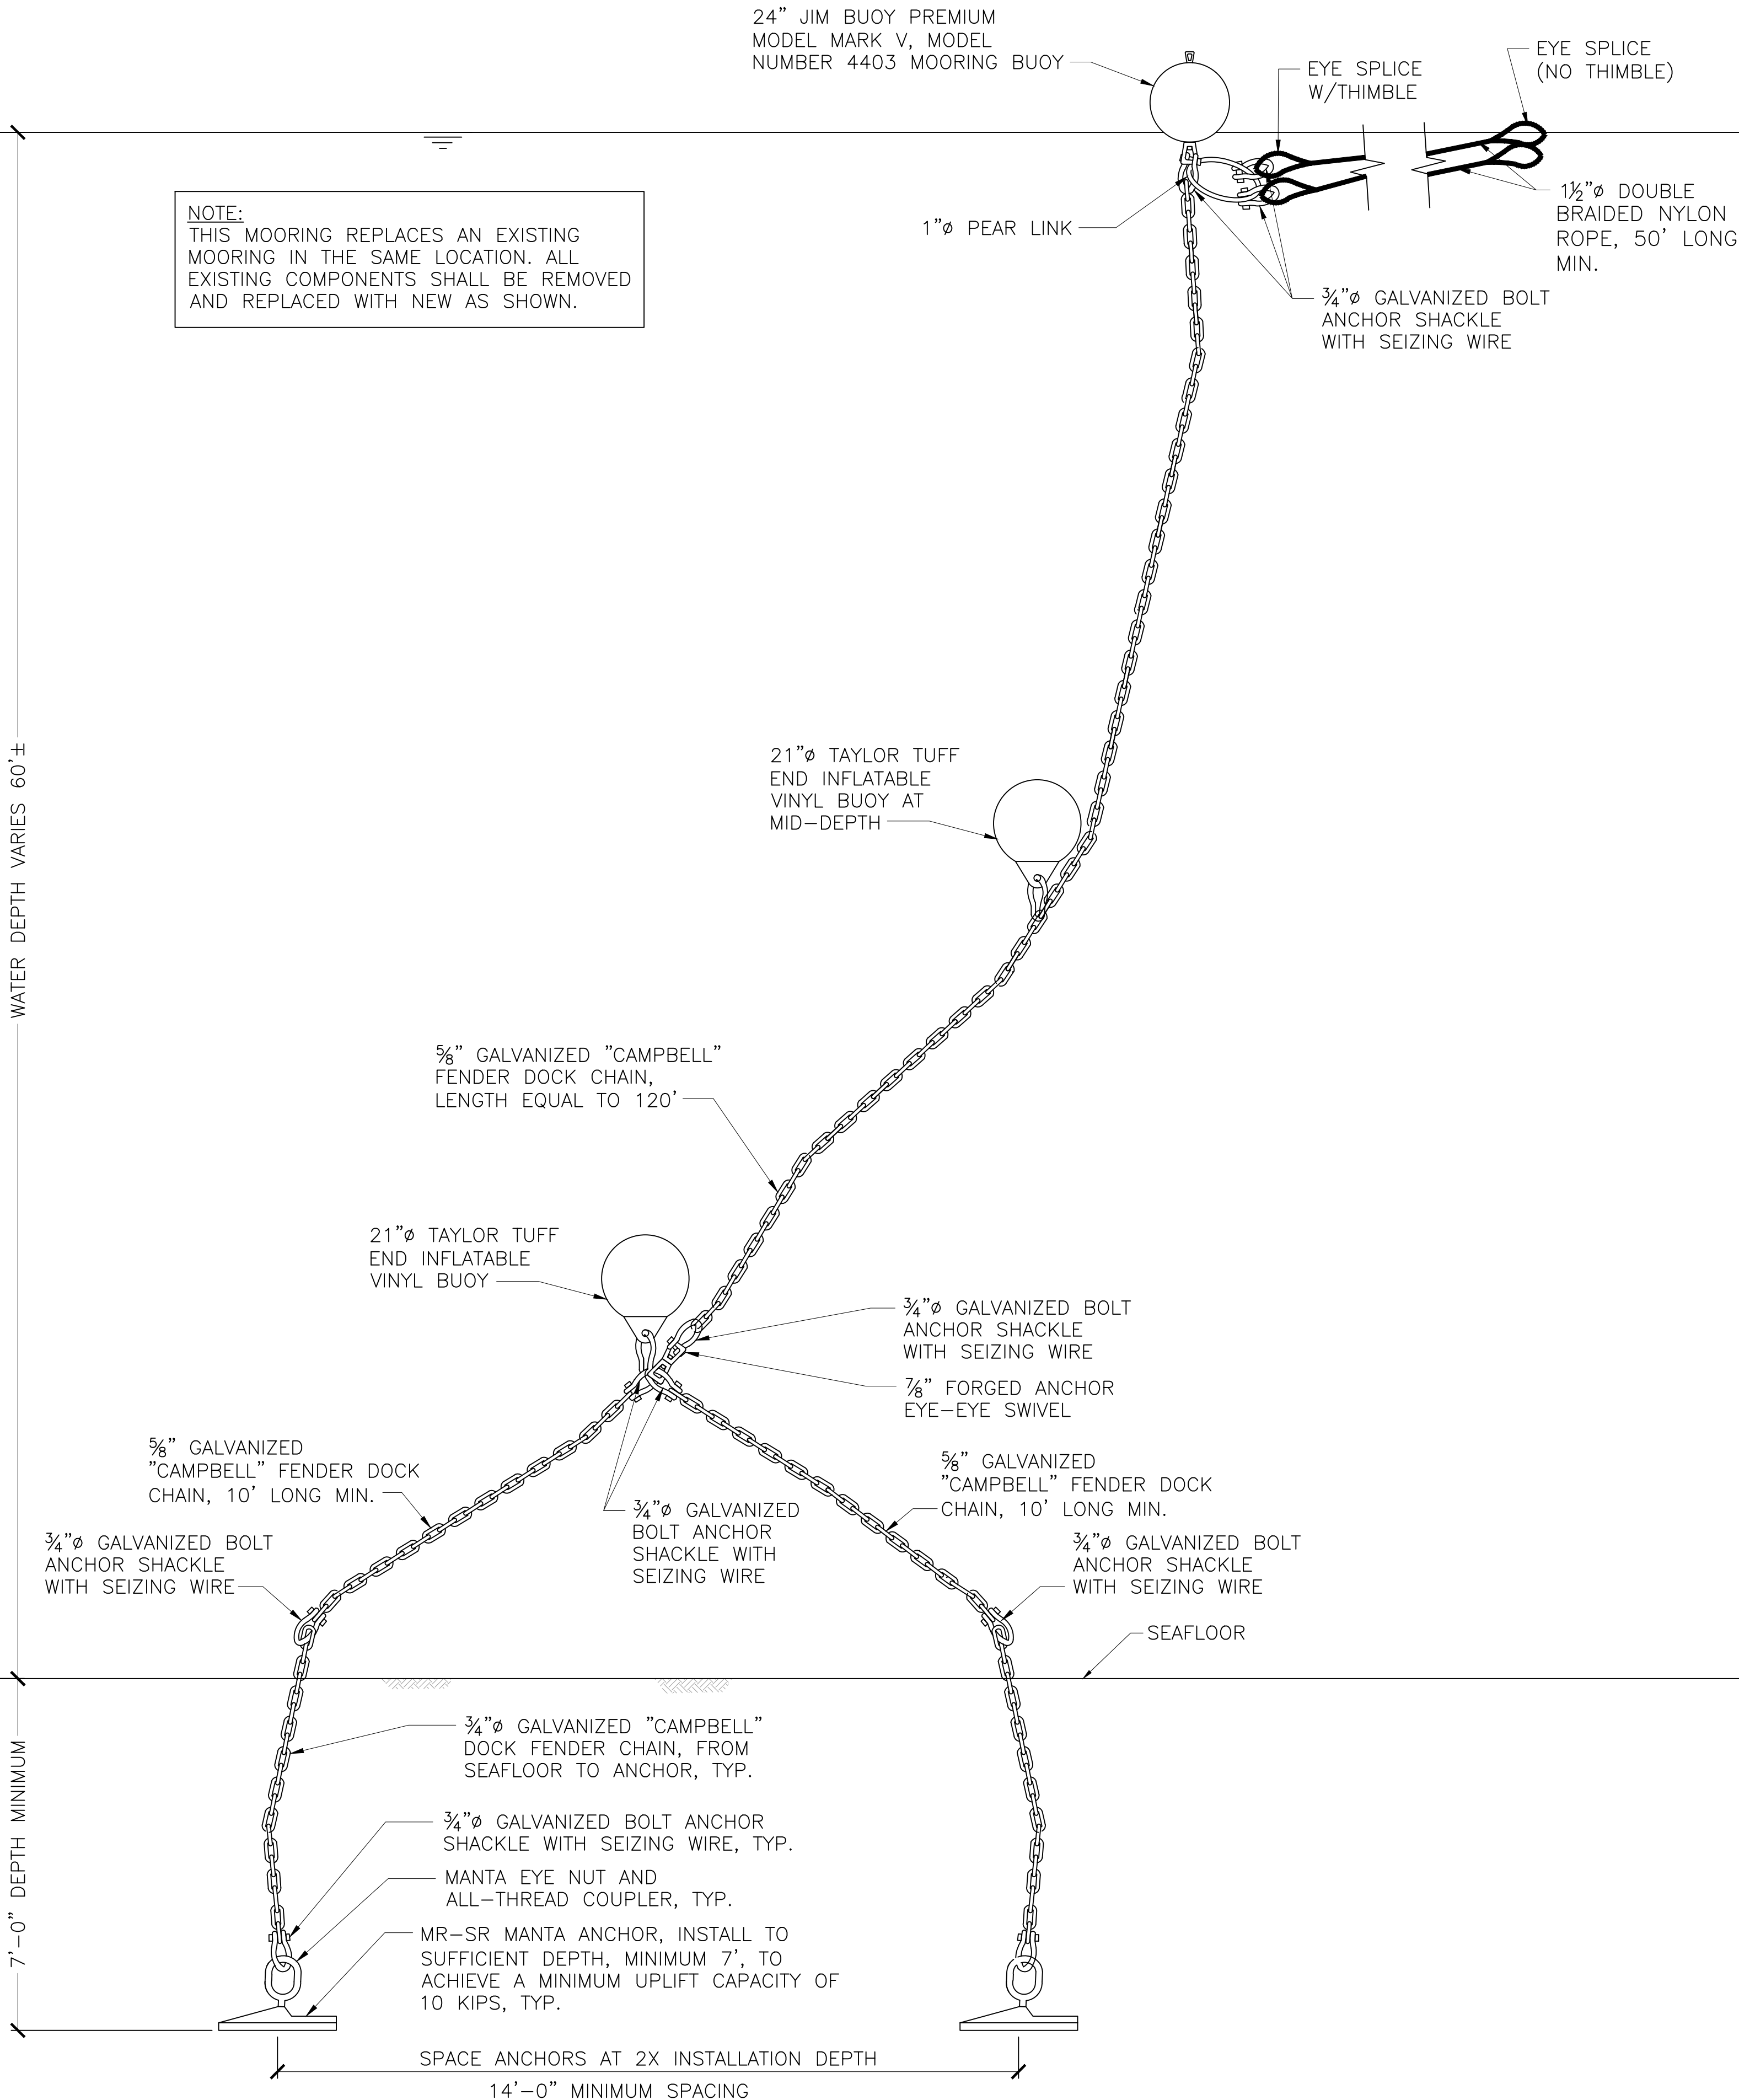 24" JIM BUOY PREMIUM
MODEL MARK V, MODEL
NUMBER 4403 MOORING BUOY
EYE SPLICE
W/THIMBLE
EYE SPLICE
(NO THIMBLE)
NOTE:
THIS MOORING REPLACES AN EXISTING
MOORING IN THE SAME LOCATION. ALL
EXISTING COMPONENTS SHALL BE REMOVED
AND REPLACED WITH NEW AS SHOWN.
1"ø PEAR LINK
1½"ø DOUBLE
BRAIDED NYLON
ROPE, 50' LONG
MIN.
¾"ø GALVANIZED BOLT
ANCHOR SHACKLE
WITH SEIZING WIRE
WATER DEPTH VARIES 60'±
21"ø TAYLOR TUFF
END INFLATABLE
VINYL BUOY AT
MID-DEPTH
⅝" GALVANIZED "CAMPBELL"
FENDER DOCK CHAIN,
LENGTH EQUAL TO 120'
21"ø TAYLOR TUFF
END INFLATABLE
VINYL BUOY
¾"ø GALVANIZED BOLT
ANCHOR SHACKLE
WITH SEIZING WIRE
⅞" FORGED ANCHOR
EYE-EYE SWIVEL
⅝" GALVANIZED
"CAMPBELL" FENDER DOCK
CHAIN, 10' LONG MIN.
⅝" GALVANIZED
"CAMPBELL" FENDER DOCK
CHAIN, 10' LONG MIN.
¾"ø GALVANIZED
BOLT ANCHOR
SHACKLE WITH
SEIZING WIRE
¾"ø GALVANIZED BOLT
ANCHOR SHACKLE
WITH SEIZING WIRE
¾"ø GALVANIZED BOLT
ANCHOR SHACKLE
WITH SEIZING WIRE
SEAFLOOR
7'-0" DEPTH MINIMUM
¾"ø GALVANIZED "CAMPBELL"
DOCK FENDER CHAIN, FROM
SEAFLOOR TO ANCHOR, TYP.
¾"ø GALVANIZED BOLT ANCHOR
SHACKLE WITH SEIZING WIRE, TYP.
MANTA EYE NUT AND
ALL-THREAD COUPLER, TYP.
MR-SR MANTA ANCHOR, INSTALL TO
SUFFICIENT DEPTH, MINIMUM 7', TO
ACHIEVE A MINIMUM UPLIFT CAPACITY OF
10 KIPS, TYP.
SPACE ANCHORS AT 2X INSTALLATION DEPTH
14'-0" MINIMUM SPACING